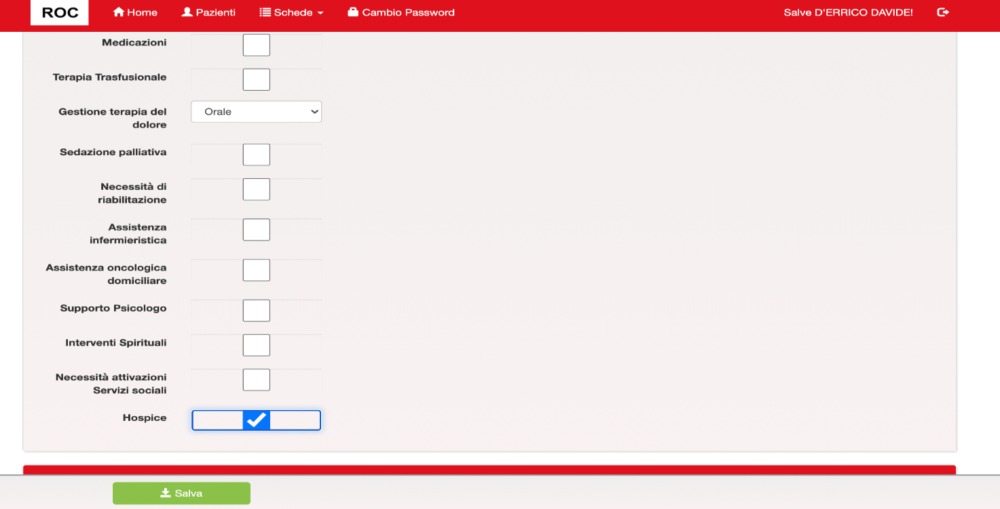 ROC Home Pazienti Schede Cambio Password Salve D'ERRICO DAVIDE!
Medicazioni
Terapia Trasfusionale
Gestione terapia del
dolore
Orale
Sedazione palliativa
Necessità di
riabilitazione
Assistenza
infermieristica
Assistenza oncologica
domiciliare
Supporto Psicologo
Interventi Spirituali
Necessità attivazioni
Servizi sociali
Hospice
Salva